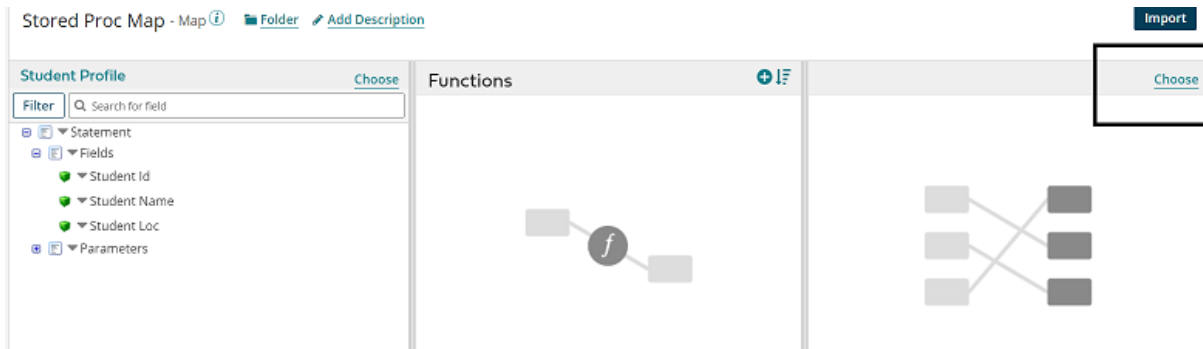 Stored Proc Map - Map i Folder Add Description
Import
Student Profile
Choose
Filter
Search for field
Statement
Fields
Student Id
Student Name
Student Loc
Parameters
Functions
f
Choose